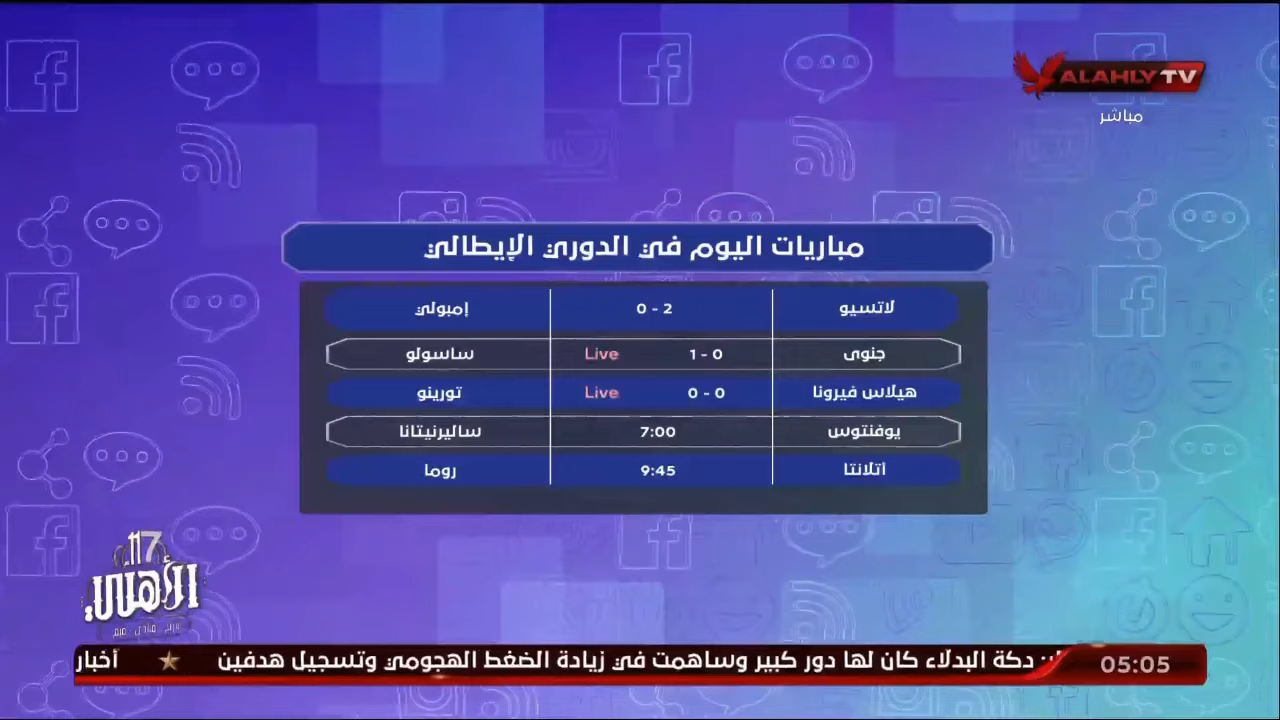 ALAHLY TV
مباشر
مباريات اليوم في الدوري الإيطالي
لاتسيو 2 - 0 إمبولي
جنوى 0 - 1 Live ساسولو
هيلاس فيرونا 0 - 0 Live تورينو
يوفنتوس 7:00 ساليرنيتانا
أتلانتا 9:45 روما
117
الأهلي
05:05 دكة البدلاء كان لها دور كبير وساهمت في زيادة الضغط الهجومي وتسجيل هدفين ★ أخبار